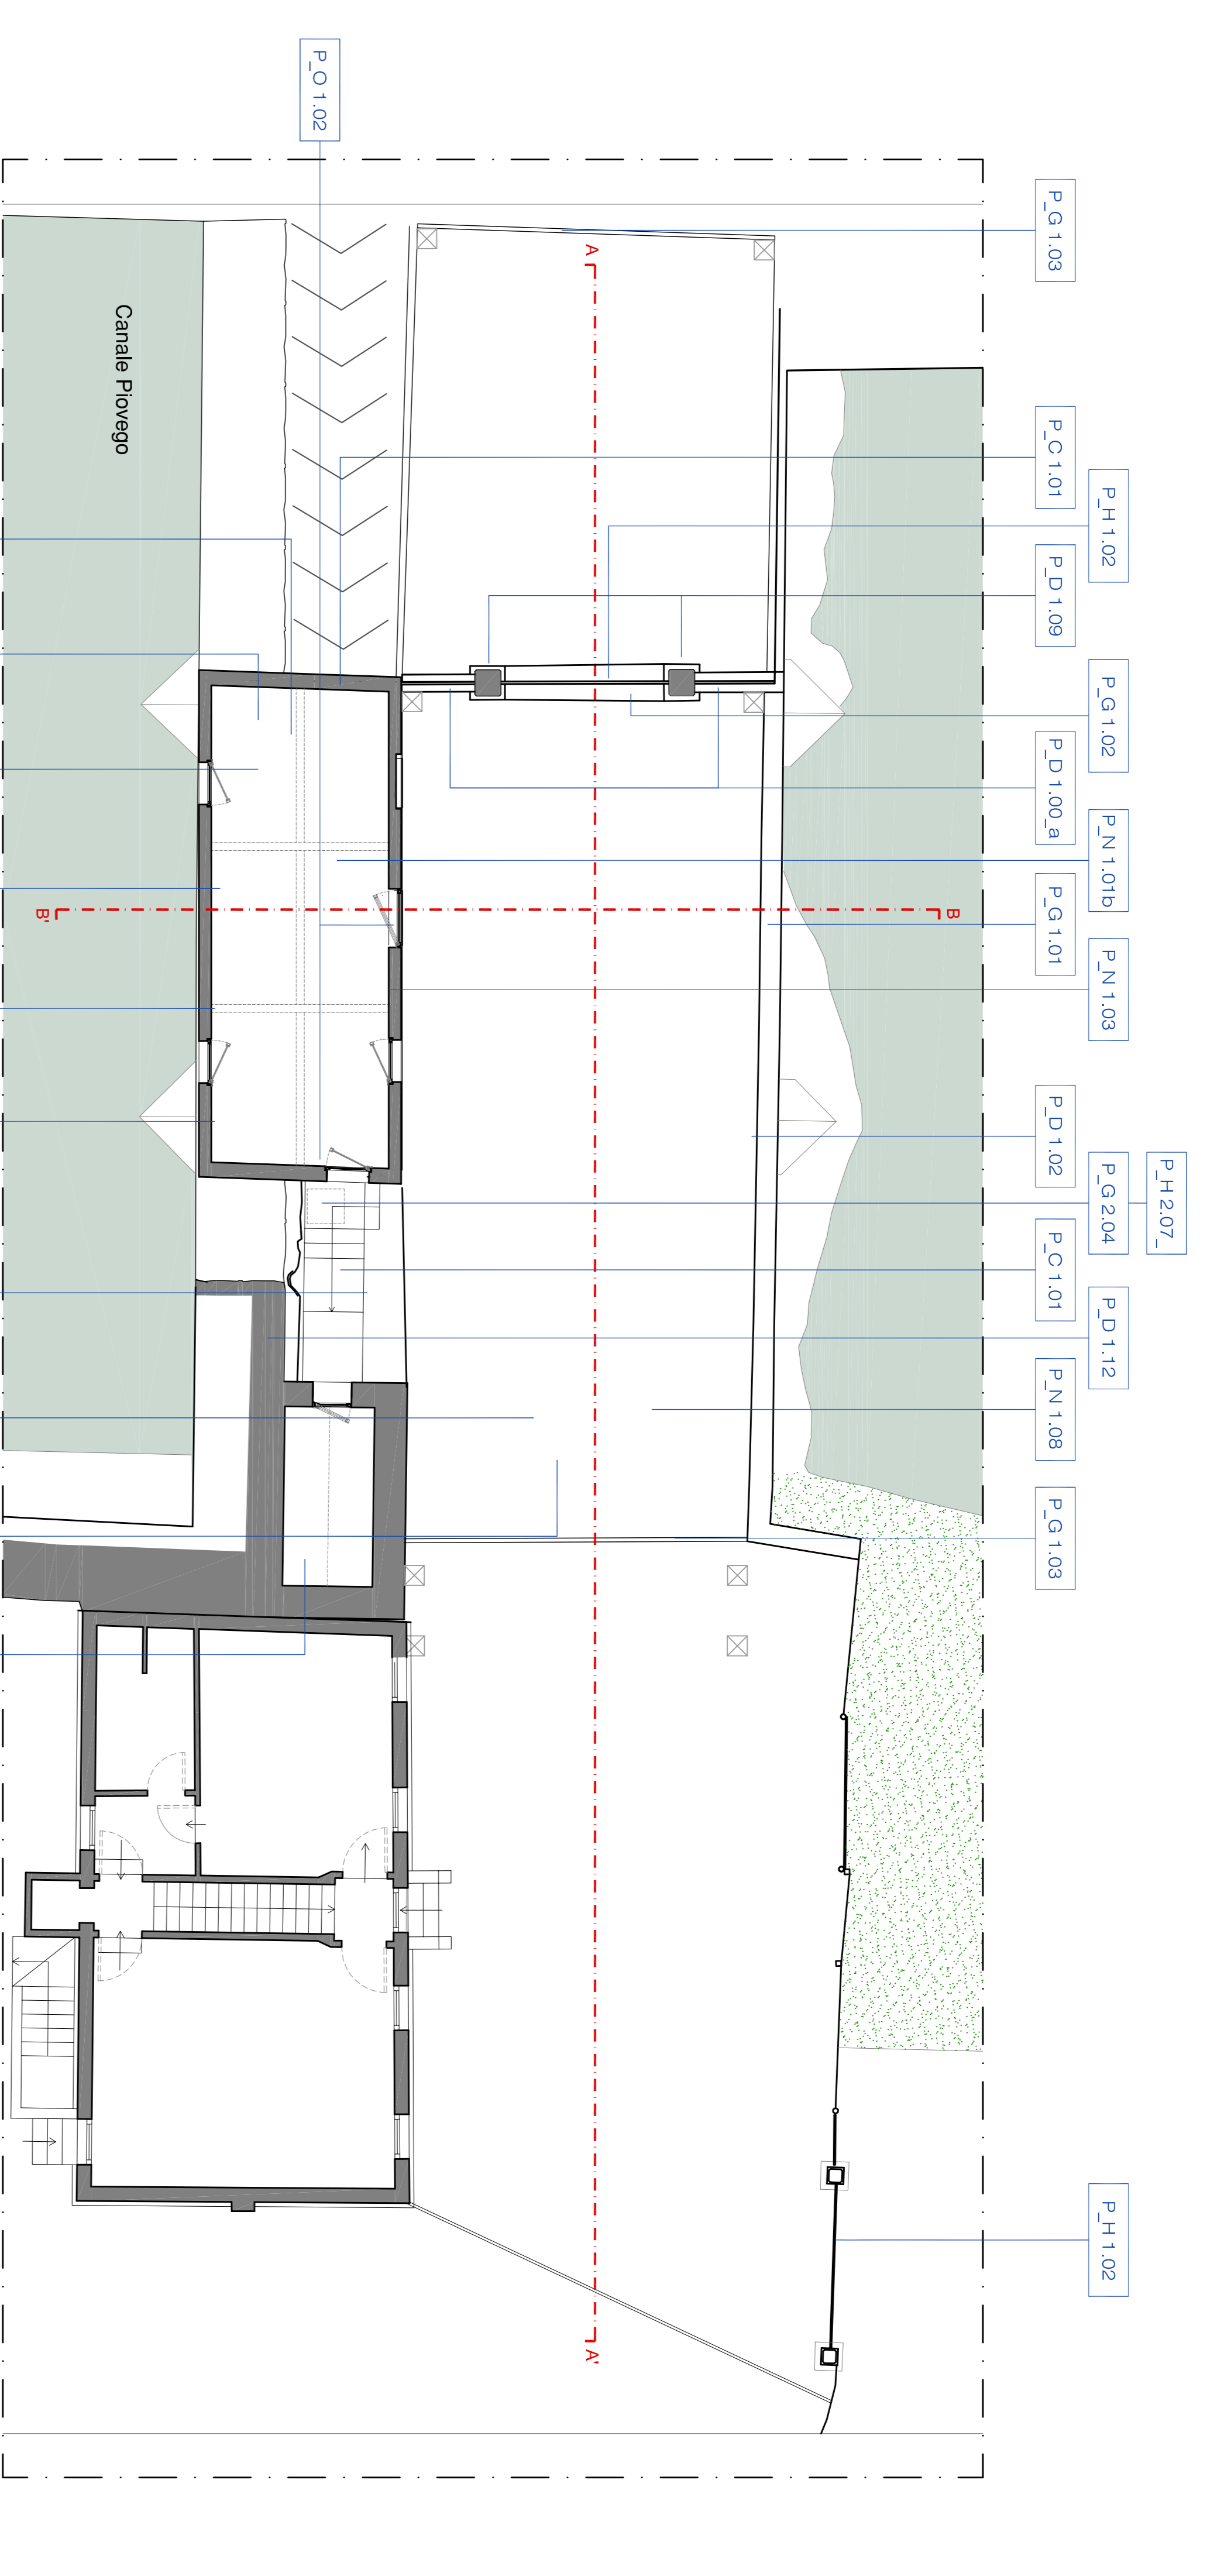 P_H 2.07_
P_H 1.02
P_G 1.02
P_N 1.01b
P_N 1.03
P_G 2.04
P_D 1.12
P_H 1.02
P_G 1.03
P_C 1.01
P_D 1.09
P_D 1.00_a
P_G 1.01
P_D 1.02
P_C 1.01
P_N 1.08
P_G 1.03
B
A
A'
P_O 1.02
Canale Piovego
B'